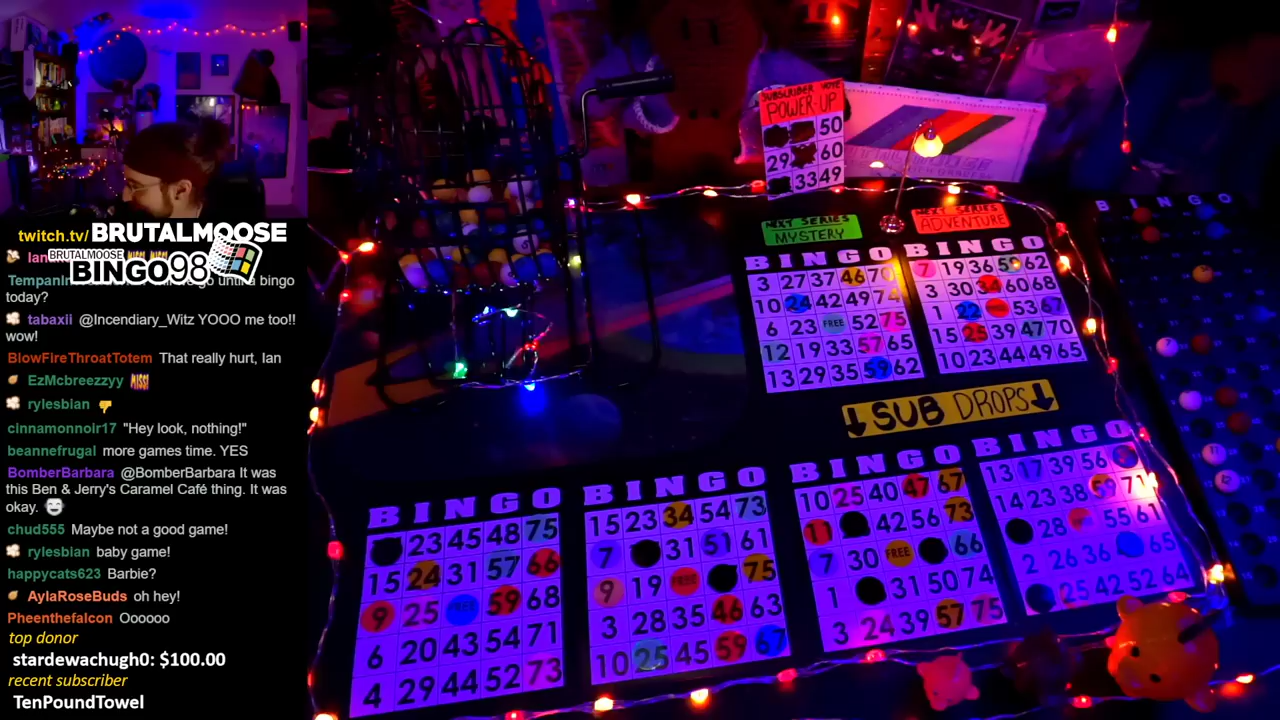 twitch.tv/BRUTALMOOSE
BRUTALMOOSE
BINGO98
today?
tabaxii @Incendiary_Witz YOOO me too!!
wow!
BlowFireThroatTotem That really hurt, Ian
EzMcbreezzyy MISS!
rylesbian
cinnamonnoir17 "Hey look, nothing!"
beannefrugal more games time. YES
BomberBarbara @BomberBarbara It was
this Ben & Jerry's Caramel Café thing. It was
okay.
chud555 Maybe not a good game!
rylesbian baby game!
happycats623 Barbie?
AylaRoseBuds oh hey!
Pheenthefalcon Ooooo
top donor
stardewachugh0: $100.00
recent subscriber
TenPoundTowel
POWER-UP
50
29 60
33 49
NXT SERIES
MYSTERY
BINGO
3 27 37 46 70
10 24 42 49 74
6 23 FREE 52 75
12 19 33 57 65
13 29 35 59 62
NXT SERIES
ADVENTURE
BINGO
7 19 36 59 62
3 30 34 60 68
1 22 53 67
15 25 39 47 70
10 23 44 49 65
↓SUB DROPS↓
BINGO
23 45 48 75
15 24 31 57 66
9 25 FREE 59 68
6 20 43 54 71
4 29 44 52 73
BINGO
15 23 34 54 73
7 31 51 61
9 19 FREE 75
3 28 35 46 63
10 25 45 59 67
BINGO
10 25 40 47 67
11 42 56 73
7 30 FREE 66
1 31 50 74
3 24 39 57 75
BINGO
13 17 39 56
14 23 38 59 71
28 55 61
2 26 36 65
25 42 52 64
BINGO